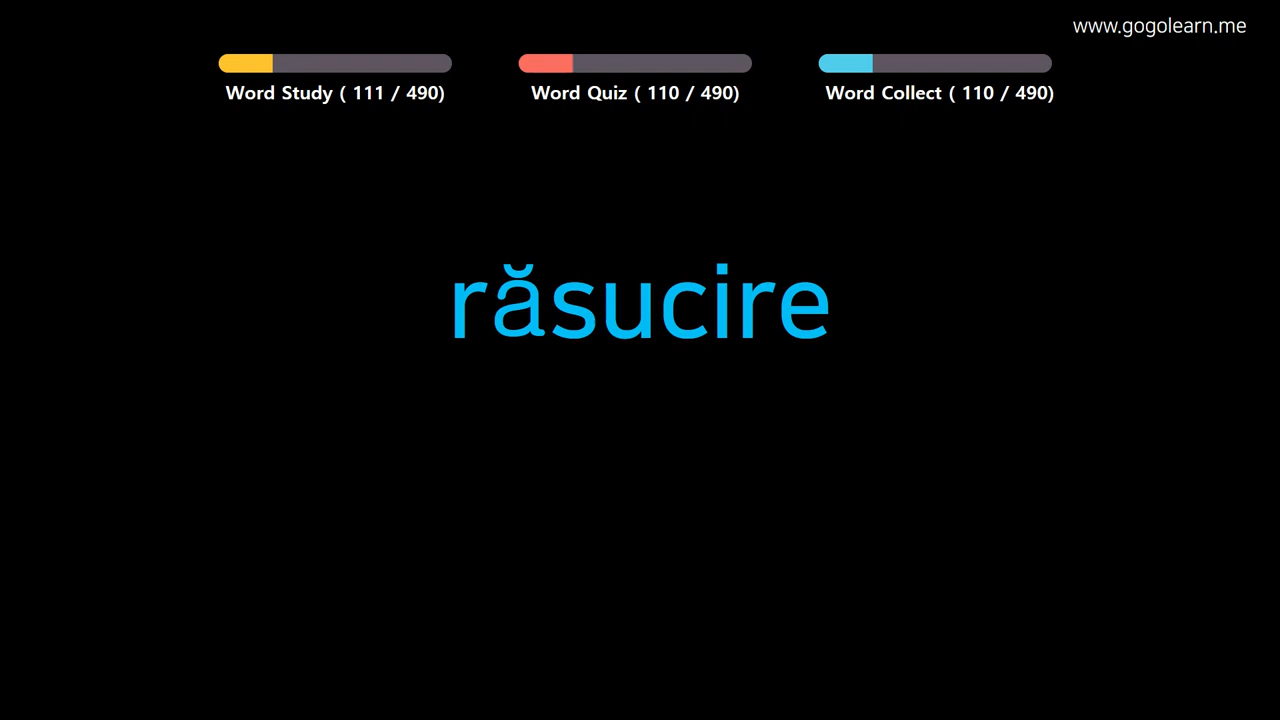 www.gogolearn.me
Word Study ( 111 / 490)
Word Quiz ( 110 / 490)
Word Collect ( 110 / 490)
răsucire